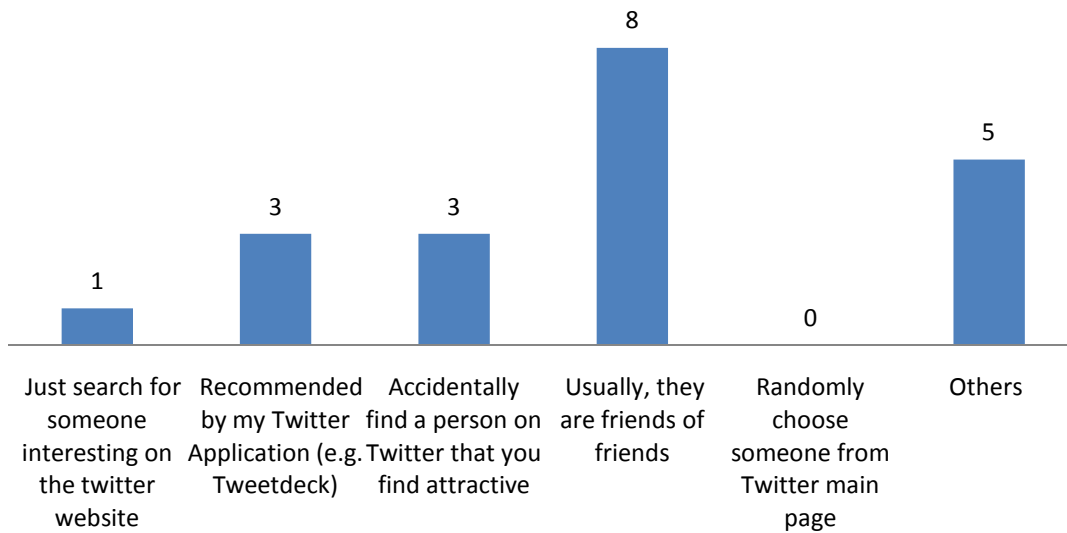 8
5
3
3
1
0
Just search for
someone
interesting on
the twitter
website
Recommended
by my Twitter
Application (e.g.
Tweetdeck)
Accidentally
find a person on
Twitter that you
find attractive
Usually, they
are friends of
friends
Randomly
choose
someone from
Twitter main
page
Others